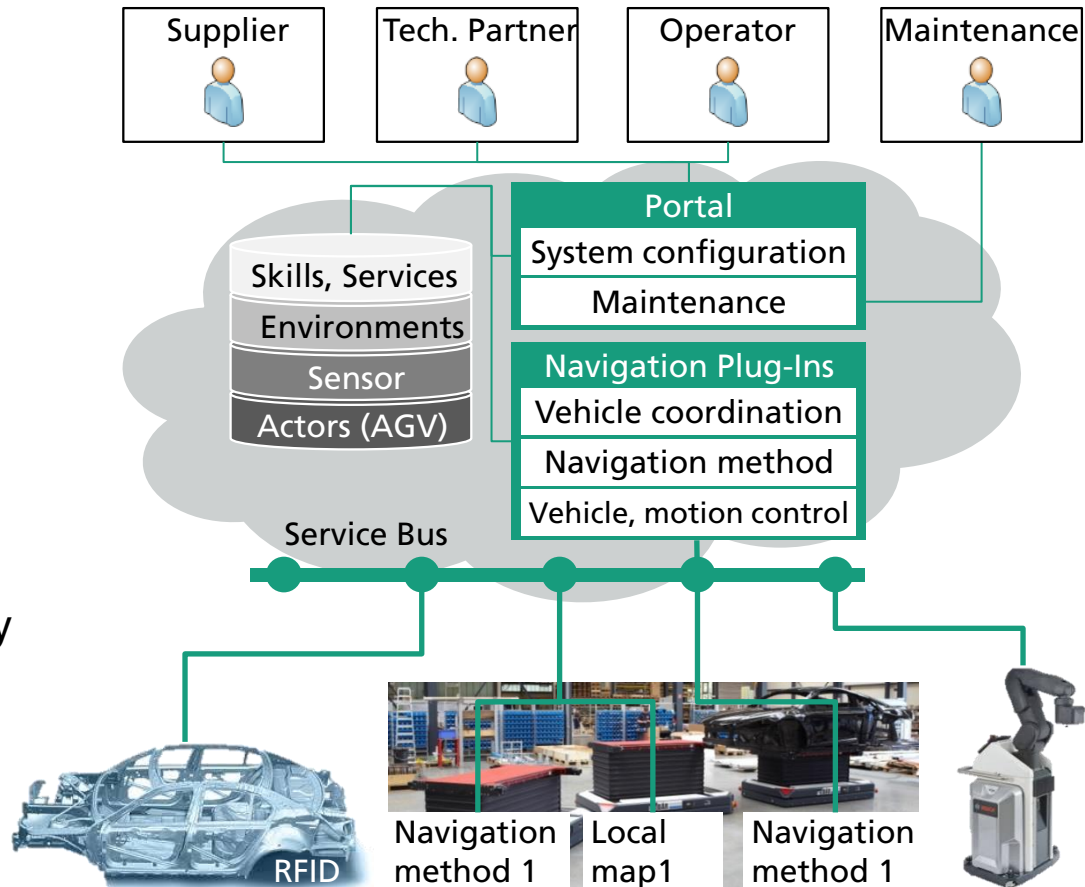 Supplier
Tech. Partner
Operator
Maintenance
Portal
System configuration
Maintenance
Skills, Services
Environments
Sensor
Actors (AGV)
Navigation Plug-Ins
Vehicle coordination
Navigation method
Vehicle, motion control
Service Bus
y
RFID
Navigation
method 1
Local
map1
Navigation
method 1